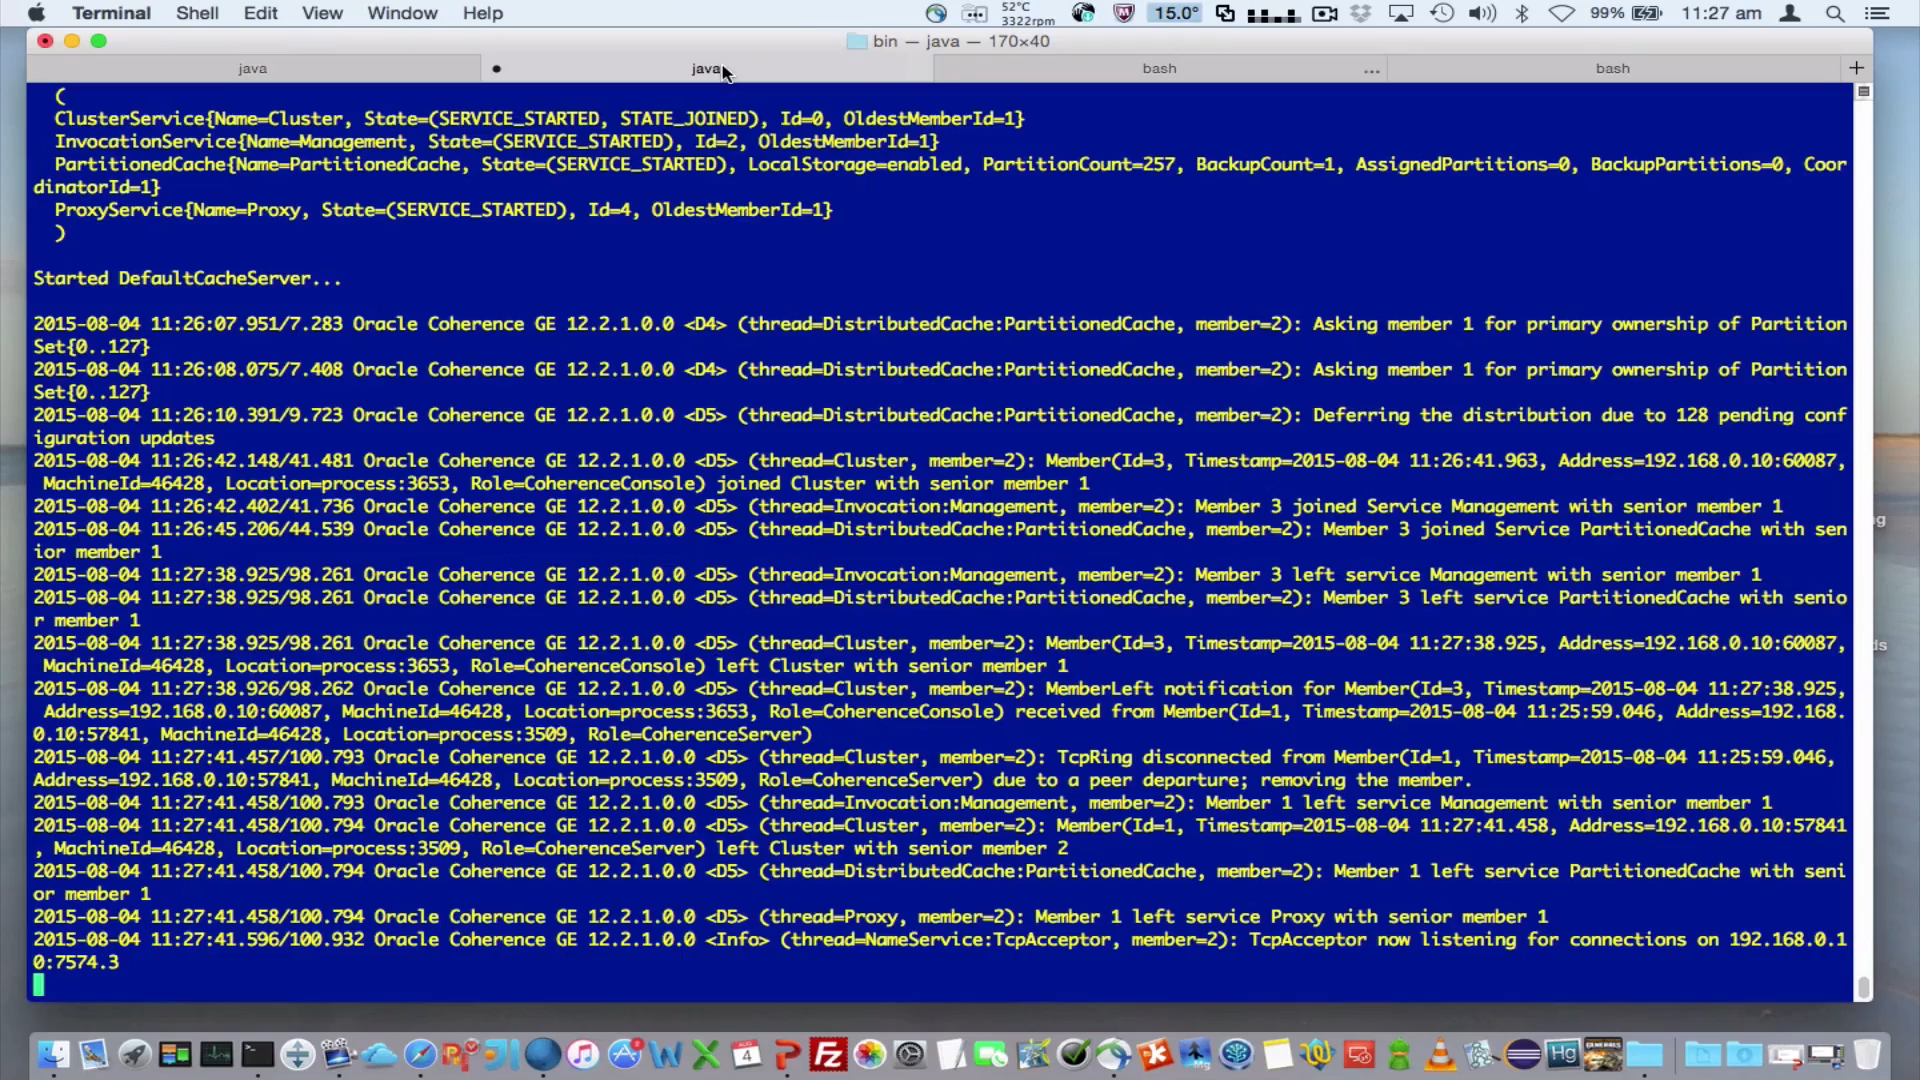 Terminal Shell Edit View Window Help 52°C 3322rpm 15.0° 99% 11:27 am
bin — java — 170×40
java java bash ... bash +
(
ClusterService{Name=Cluster, State=(SERVICE_STARTED, STATE_JOINED), Id=0, OldestMemberId=1}
InvocationService{Name=Management, State=(SERVICE_STARTED), Id=2, OldestMemberId=1}
PartitionedCache{Name=PartitionedCache, State=(SERVICE_STARTED), LocalStorage=enabled, PartitionCount=257, BackupCount=1, AssignedPartitions=0, BackupPartitions=0, Coor
dinatorId=1}
ProxyService{Name=Proxy, State=(SERVICE_STARTED), Id=4, OldestMemberId=1}
)
Started DefaultCacheServer...
2015-08-04 11:26:07.951/7.283 Oracle Coherence GE 12.2.1.0.0 <D4> (thread=DistributedCache:PartitionedCache, member=2): Asking member 1 for primary ownership of Partition
Set{0..127}
2015-08-04 11:26:08.075/7.408 Oracle Coherence GE 12.2.1.0.0 <D4> (thread=DistributedCache:PartitionedCache, member=2): Asking member 1 for primary ownership of Partition
Set{0..127}
2015-08-04 11:26:10.391/9.723 Oracle Coherence GE 12.2.1.0.0 <D5> (thread=DistributedCache:PartitionedCache, member=2): Deferring the distribution due to 128 pending conf
iguration updates
2015-08-04 11:26:42.148/41.481 Oracle Coherence GE 12.2.1.0.0 <D5> (thread=Cluster, member=2): Member(Id=3, Timestamp=2015-08-04 11:26:41.963, Address=192.168.0.10:60087,
MachineId=46428, Location=process:3653, Role=CoherenceConsole) joined Cluster with senior member 1
2015-08-04 11:26:42.402/41.736 Oracle Coherence GE 12.2.1.0.0 <D5> (thread=Invocation:Management, member=2): Member 3 joined Service Management with senior member 1
2015-08-04 11:26:45.206/44.539 Oracle Coherence GE 12.2.1.0.0 <D5> (thread=DistributedCache:PartitionedCache, member=2): Member 3 joined Service PartitionedCache with sen
ior member 1
2015-08-04 11:27:38.925/98.261 Oracle Coherence GE 12.2.1.0.0 <D5> (thread=Invocation:Management, member=2): Member 3 left service Management with senior member 1
2015-08-04 11:27:38.925/98.261 Oracle Coherence GE 12.2.1.0.0 <D5> (thread=DistributedCache:PartitionedCache, member=2): Member 3 left service PartitionedCache with senio
r member 1
2015-08-04 11:27:38.925/98.261 Oracle Coherence GE 12.2.1.0.0 <D5> (thread=Cluster, member=2): Member(Id=3, Timestamp=2015-08-04 11:27:38.925, Address=192.168.0.10:60087,
MachineId=46428, Location=process:3653, Role=CoherenceConsole) left Cluster with senior member 1
2015-08-04 11:27:38.926/98.262 Oracle Coherence GE 12.2.1.0.0 <D5> (thread=Cluster, member=2): MemberLeft notification for Member(Id=3, Timestamp=2015-08-04 11:27:38.925,
Address=192.168.0.10:60087, MachineId=46428, Location=process:3653, Role=CoherenceConsole) received from Member(Id=1, Timestamp=2015-08-04 11:25:59.046, Address=192.168.
0.10:57841, MachineId=46428, Location=process:3509, Role=CoherenceServer)
2015-08-04 11:27:41.457/100.793 Oracle Coherence GE 12.2.1.0.0 <D5> (thread=Cluster, member=2): TcpRing disconnected from Member(Id=1, Timestamp=2015-08-04 11:25:59.046,
Address=192.168.0.10:57841, MachineId=46428, Location=process:3509, Role=CoherenceServer) due to a peer departure; removing the member.
2015-08-04 11:27:41.458/100.793 Oracle Coherence GE 12.2.1.0.0 <D5> (thread=Invocation:Management, member=2): Member 1 left service Management with senior member 1
2015-08-04 11:27:41.458/100.794 Oracle Coherence GE 12.2.1.0.0 <D5> (thread=Cluster, member=2): Member(Id=1, Timestamp=2015-08-04 11:27:41.458, Address=192.168.0.10:57841
, MachineId=46428, Location=process:3509, Role=CoherenceServer) left Cluster with senior member 2
2015-08-04 11:27:41.458/100.794 Oracle Coherence GE 12.2.1.0.0 <D5> (thread=DistributedCache:PartitionedCache, member=2): Member 1 left service PartitionedCache with seni
or member 1
2015-08-04 11:27:41.458/100.794 Oracle Coherence GE 12.2.1.0.0 <D5> (thread=Proxy, member=2): Member 1 left service Proxy with senior member 1
2015-08-04 11:27:41.596/100.932 Oracle Coherence GE 12.2.1.0.0 <Info> (thread=NameService:TcpAcceptor, member=2): TcpAcceptor now listening for connections on 192.168.0.1
0:7574.3